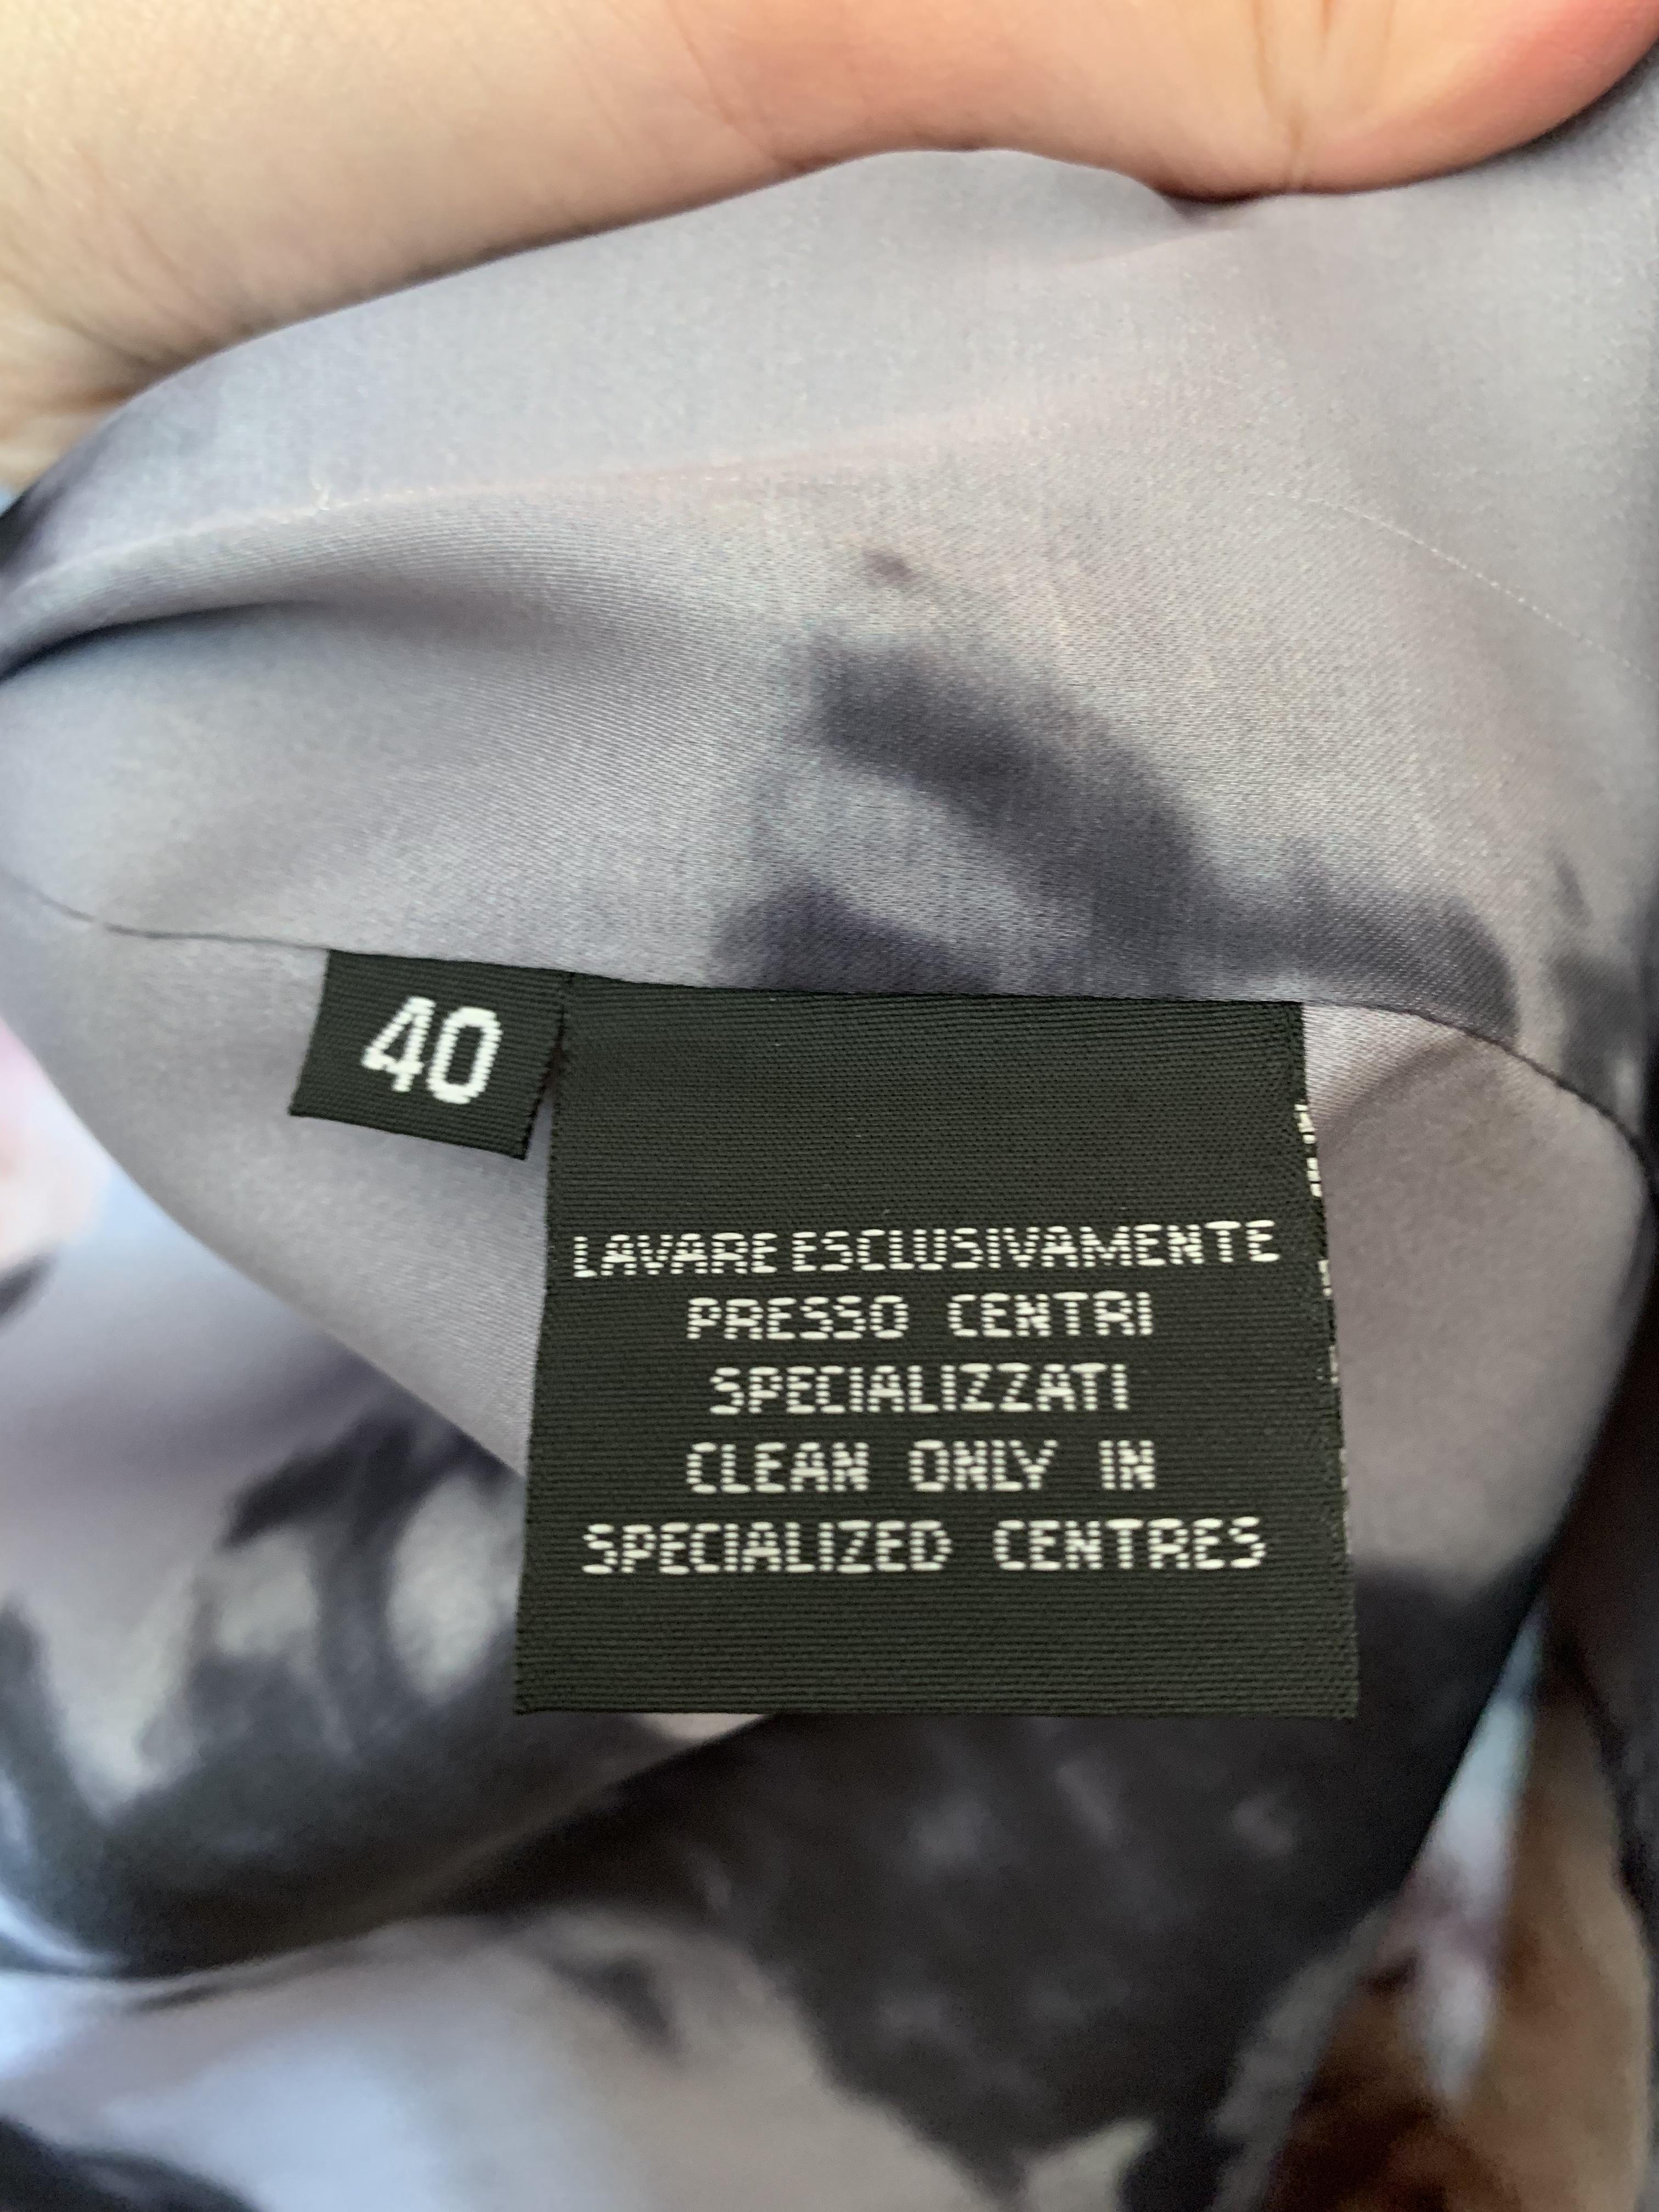 40
LAVARE ESCLUSIVAMENTE
PRESSO CENTRI
SPECIALIZZATI
CLEAN ONLY IN
SPECIALIZED CENTRES